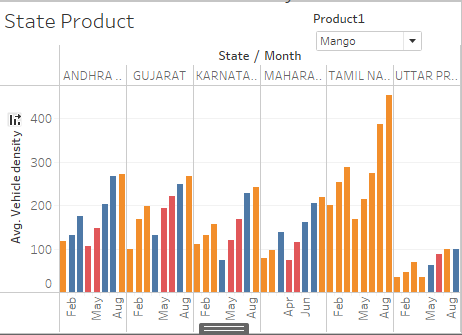 State Product
Product1
Mango
State / Month
ANDHRA .. GUJARAT KARNATA.. MAHARA.. TAMIL NA.. UTTAR PR..
Avg. Vehicle density
400
300
200
100
0
Feb May Aug Feb May Aug Feb May Aug Apr Jun Feb May Aug Feb May Aug